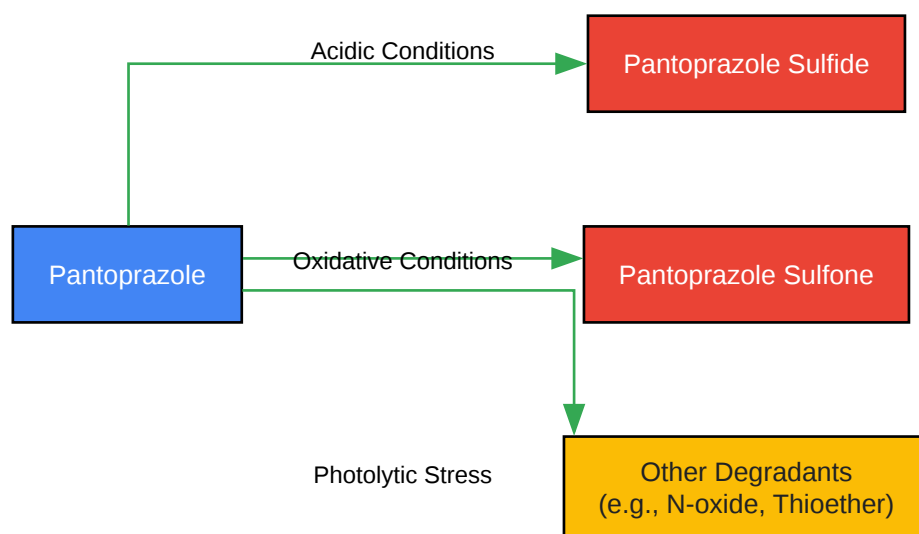 Acidic Conditions
Pantoprazole Sulfide
Pantoprazole
Oxidative Conditions
Pantoprazole Sulfone
Photolytic Stress
Other Degradants
(e.g., N-oxide, Thioether)